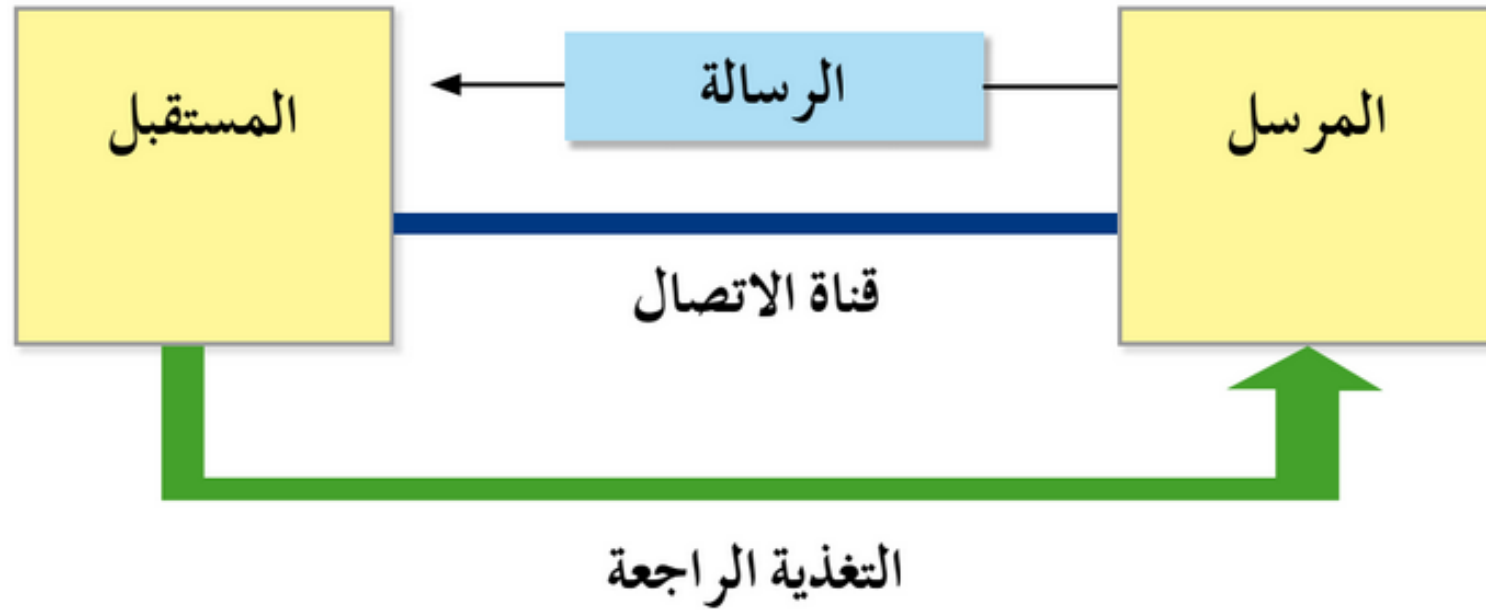 المرسل
الرسالة
المستقبل
قناة الاتصال
التغذية الراجعة